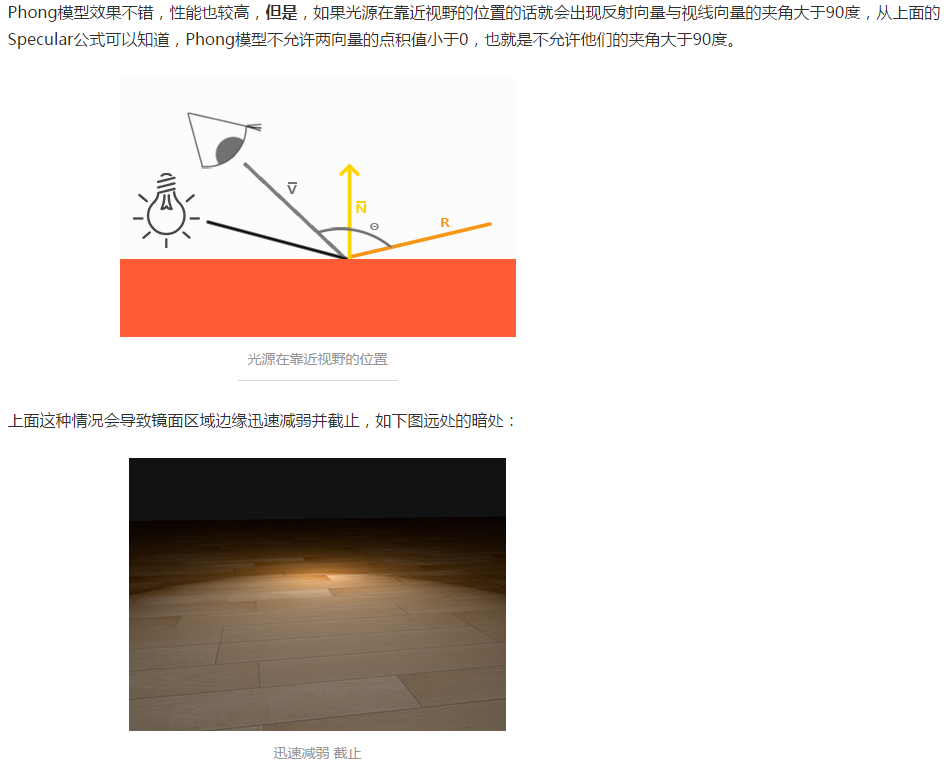 Phong模型效果不错，性能也较高，但是，如果光源在靠近视野的位置的话就会出现反射向量与视线向量的夹角大于90度，从上面的
Specular公式可以知道，Phong模型不允许两向量的点积值小于0，也就是不允许他们的夹角大于90度。
V̅
N̅
Θ
R
光源在靠近视野的位置
上面这种情况会导致镜面区域边缘迅速减弱并截止，如下图远处的暗处：
迅速减弱 截止